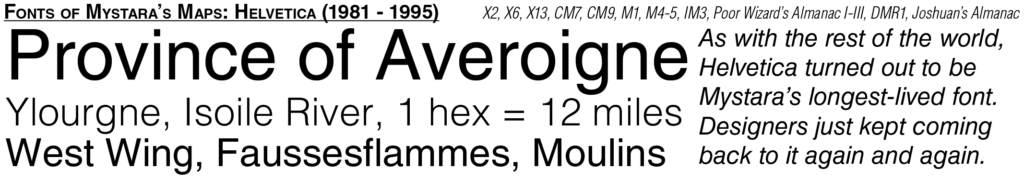 Fonts of Mystara's Maps: Helvetica (1981 - 1995)
X2, X6, X13, CM7, CM9, M1, M4-5, IM3, Poor Wizard's Almanac I-III, DMR1, Joshuan's Almanac
Province of Averoigne
Ylourgne, Isoile River, 1 hex = 12 miles
West Wing, Faussesflammes, Moulins
As with the rest of the world,
Helvetica turned out to be
Mystara's longest-lived font.
Designers just kept coming
back to it again and again.